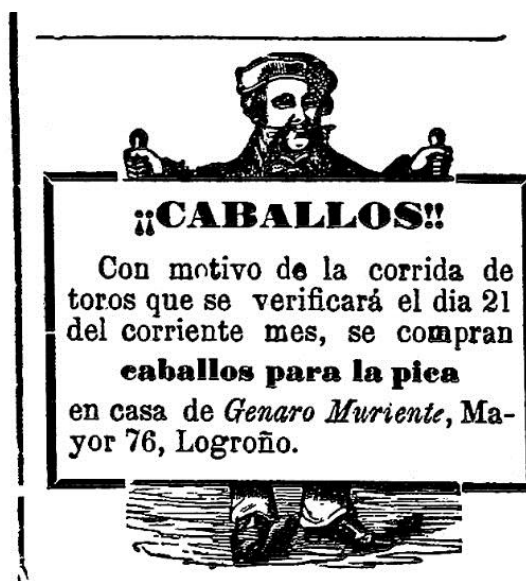 ¡¡CABALLOS!!
Con motivo de la corrida de
toros que se verificará el dia 21
del corriente mes, se compran
caballos para la pica
en casa de Genaro Muriente, Ma-
yor 76, Logroño.